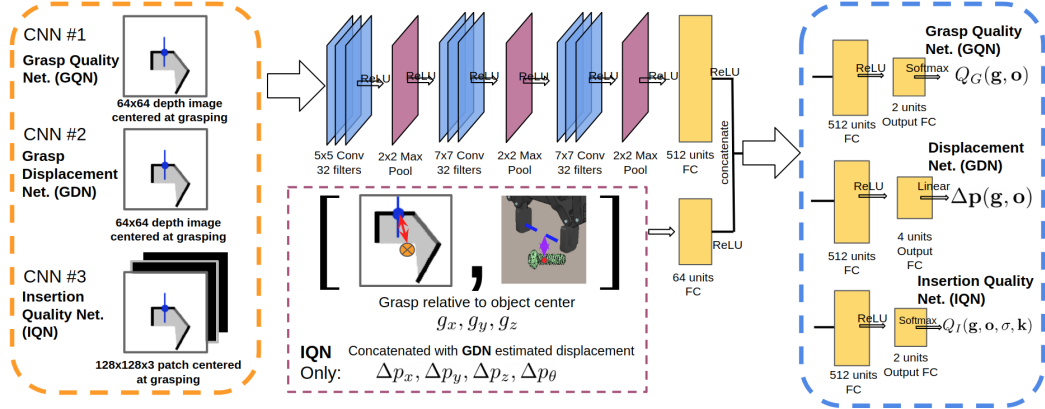 CNN #1
Grasp Quality
Net. (GQN)
64x64 depth image
centered at grasping
CNN #2
Grasp
Displacement
Net. (GDN)
64x64 depth image
centered at grasping
CNN #3
Insertion
Quality Net.
(IQN)
128x128x3 patch centered
at grasping
ReLU
ReLU
ReLU
ReLU
ReLU
ReLU
ReLU
5x5 Conv
32 filters
2x2 Max
Pool
7x7 Conv
32 filters
2x2 Max
Pool
7x7 Conv
32 filters
2x2 Max
Pool
512 units
FC
concatenate
[ , ]
Grasp relative to object center
g_x, g_y, g_z
IQN
Only:
Concatenated with GDN estimated displacement
Δp_x, Δp_y, Δp_z, Δp_θ
ReLU
64 units
FC
Grasp Quality
Net. (GQN)
ReLU
Softmax
Q_G(g, o)
2 units
Output FC
512 units
FC
Displacement
Net. (GDN)
ReLU
Linear
Δp(g, o)
4 units
Output
FC
512 units
FC
Insertion Quality
Net. (IQN)
ReLU
Softmax
Q_I(g, o, σ, k)
2 units
Output FC
512 units
FC